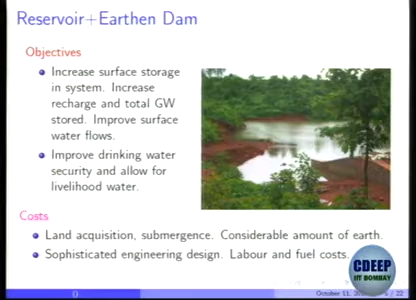 Reservoir+Earthen Dam
Objectives
Increase surface storage
in system. Increase
recharge and total GW
stored. Improve surface
water flows.
Improve drinking water
security and allow for
livelihood water.
Costs
Land acquisition, submergence. Considerable amount of earth.
Sophisticated engineering design. Labour and fuel costs.
CDEEP
IIT BOMBAY
October 13,
/ 22